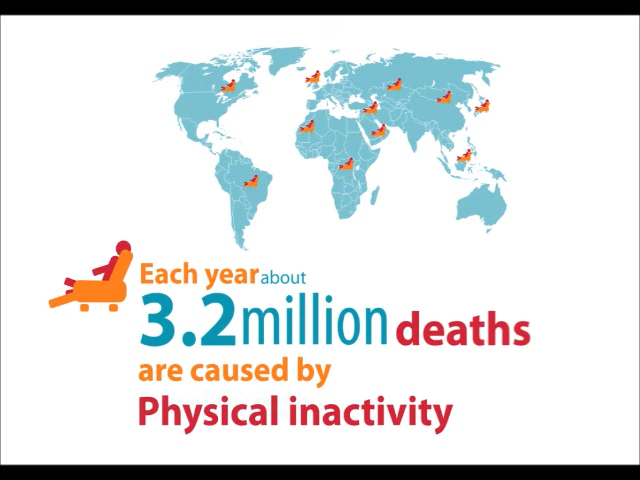 Each year about
3.2 million deaths
are caused by
Physical inactivity